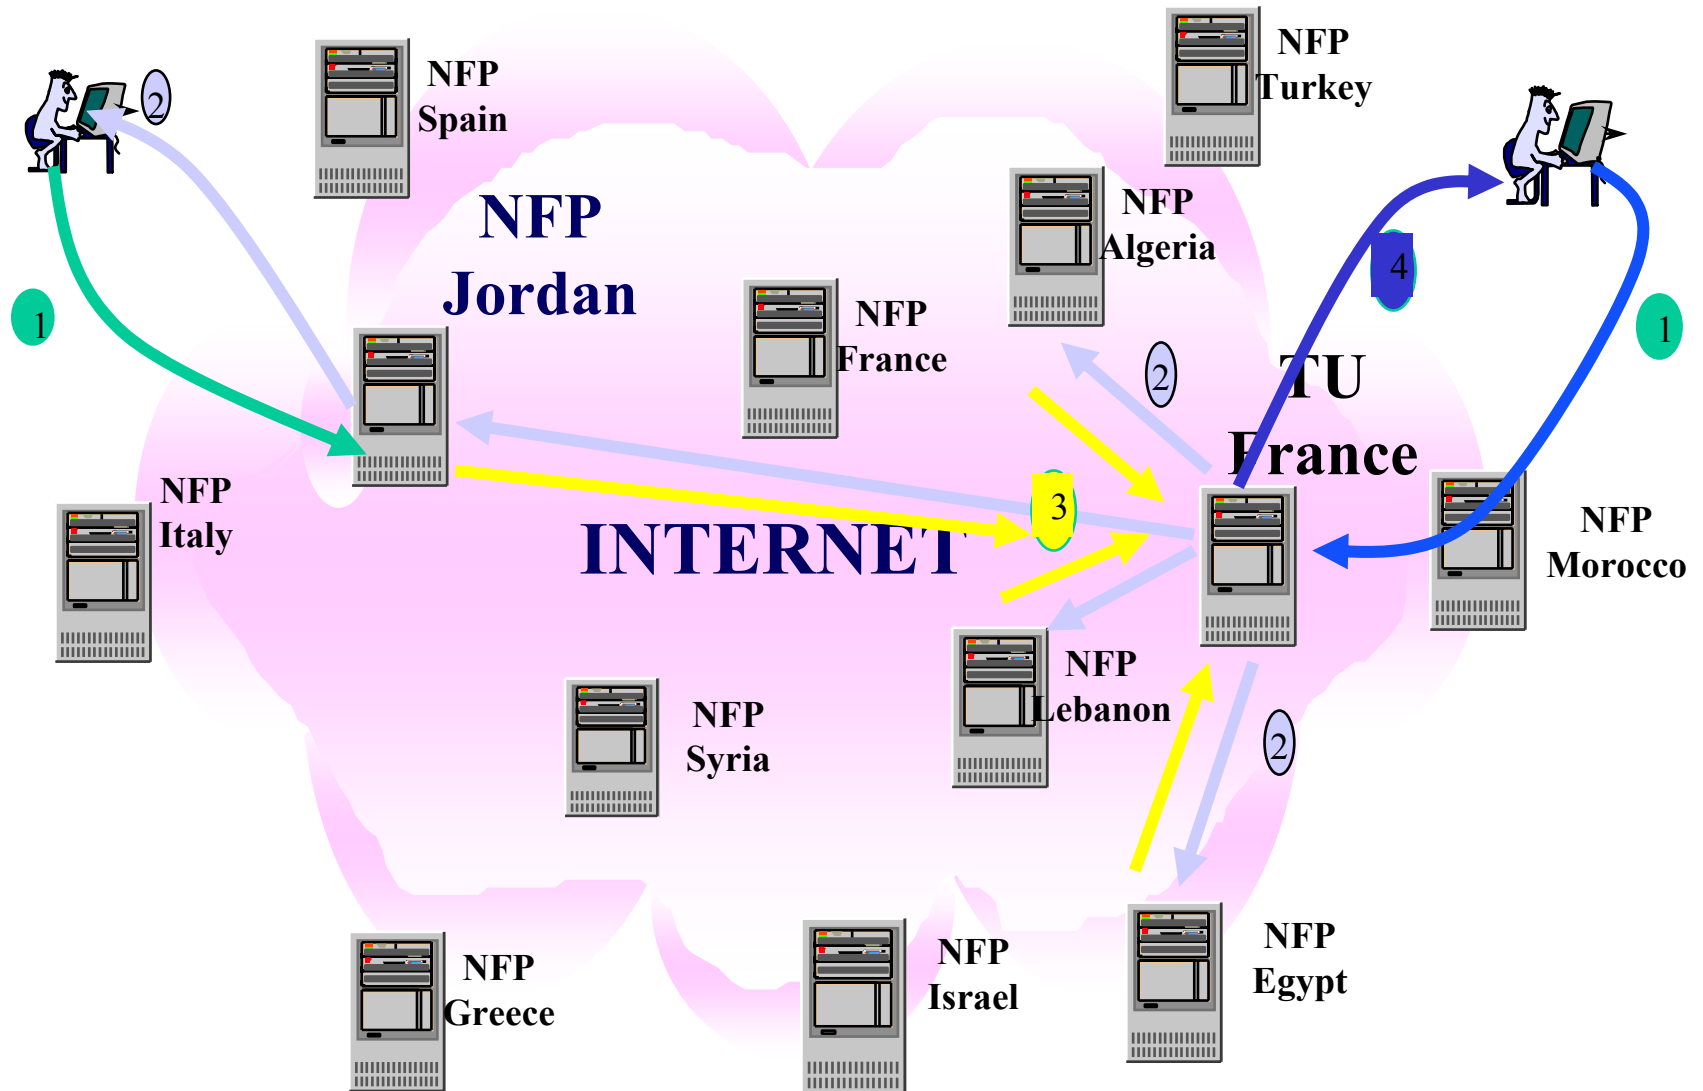 NFP
Spain
NFP
Turkey
2
NFP
Jordan
NFP
Algeria
4
1
1
NFP
France
2
TU
France
NFP
Italy
3
INTERNET
NFP
Morocco
NFP
Lebanon
NFP
Syria
2
NFP
Greece
NFP
Israel
NFP
Egypt